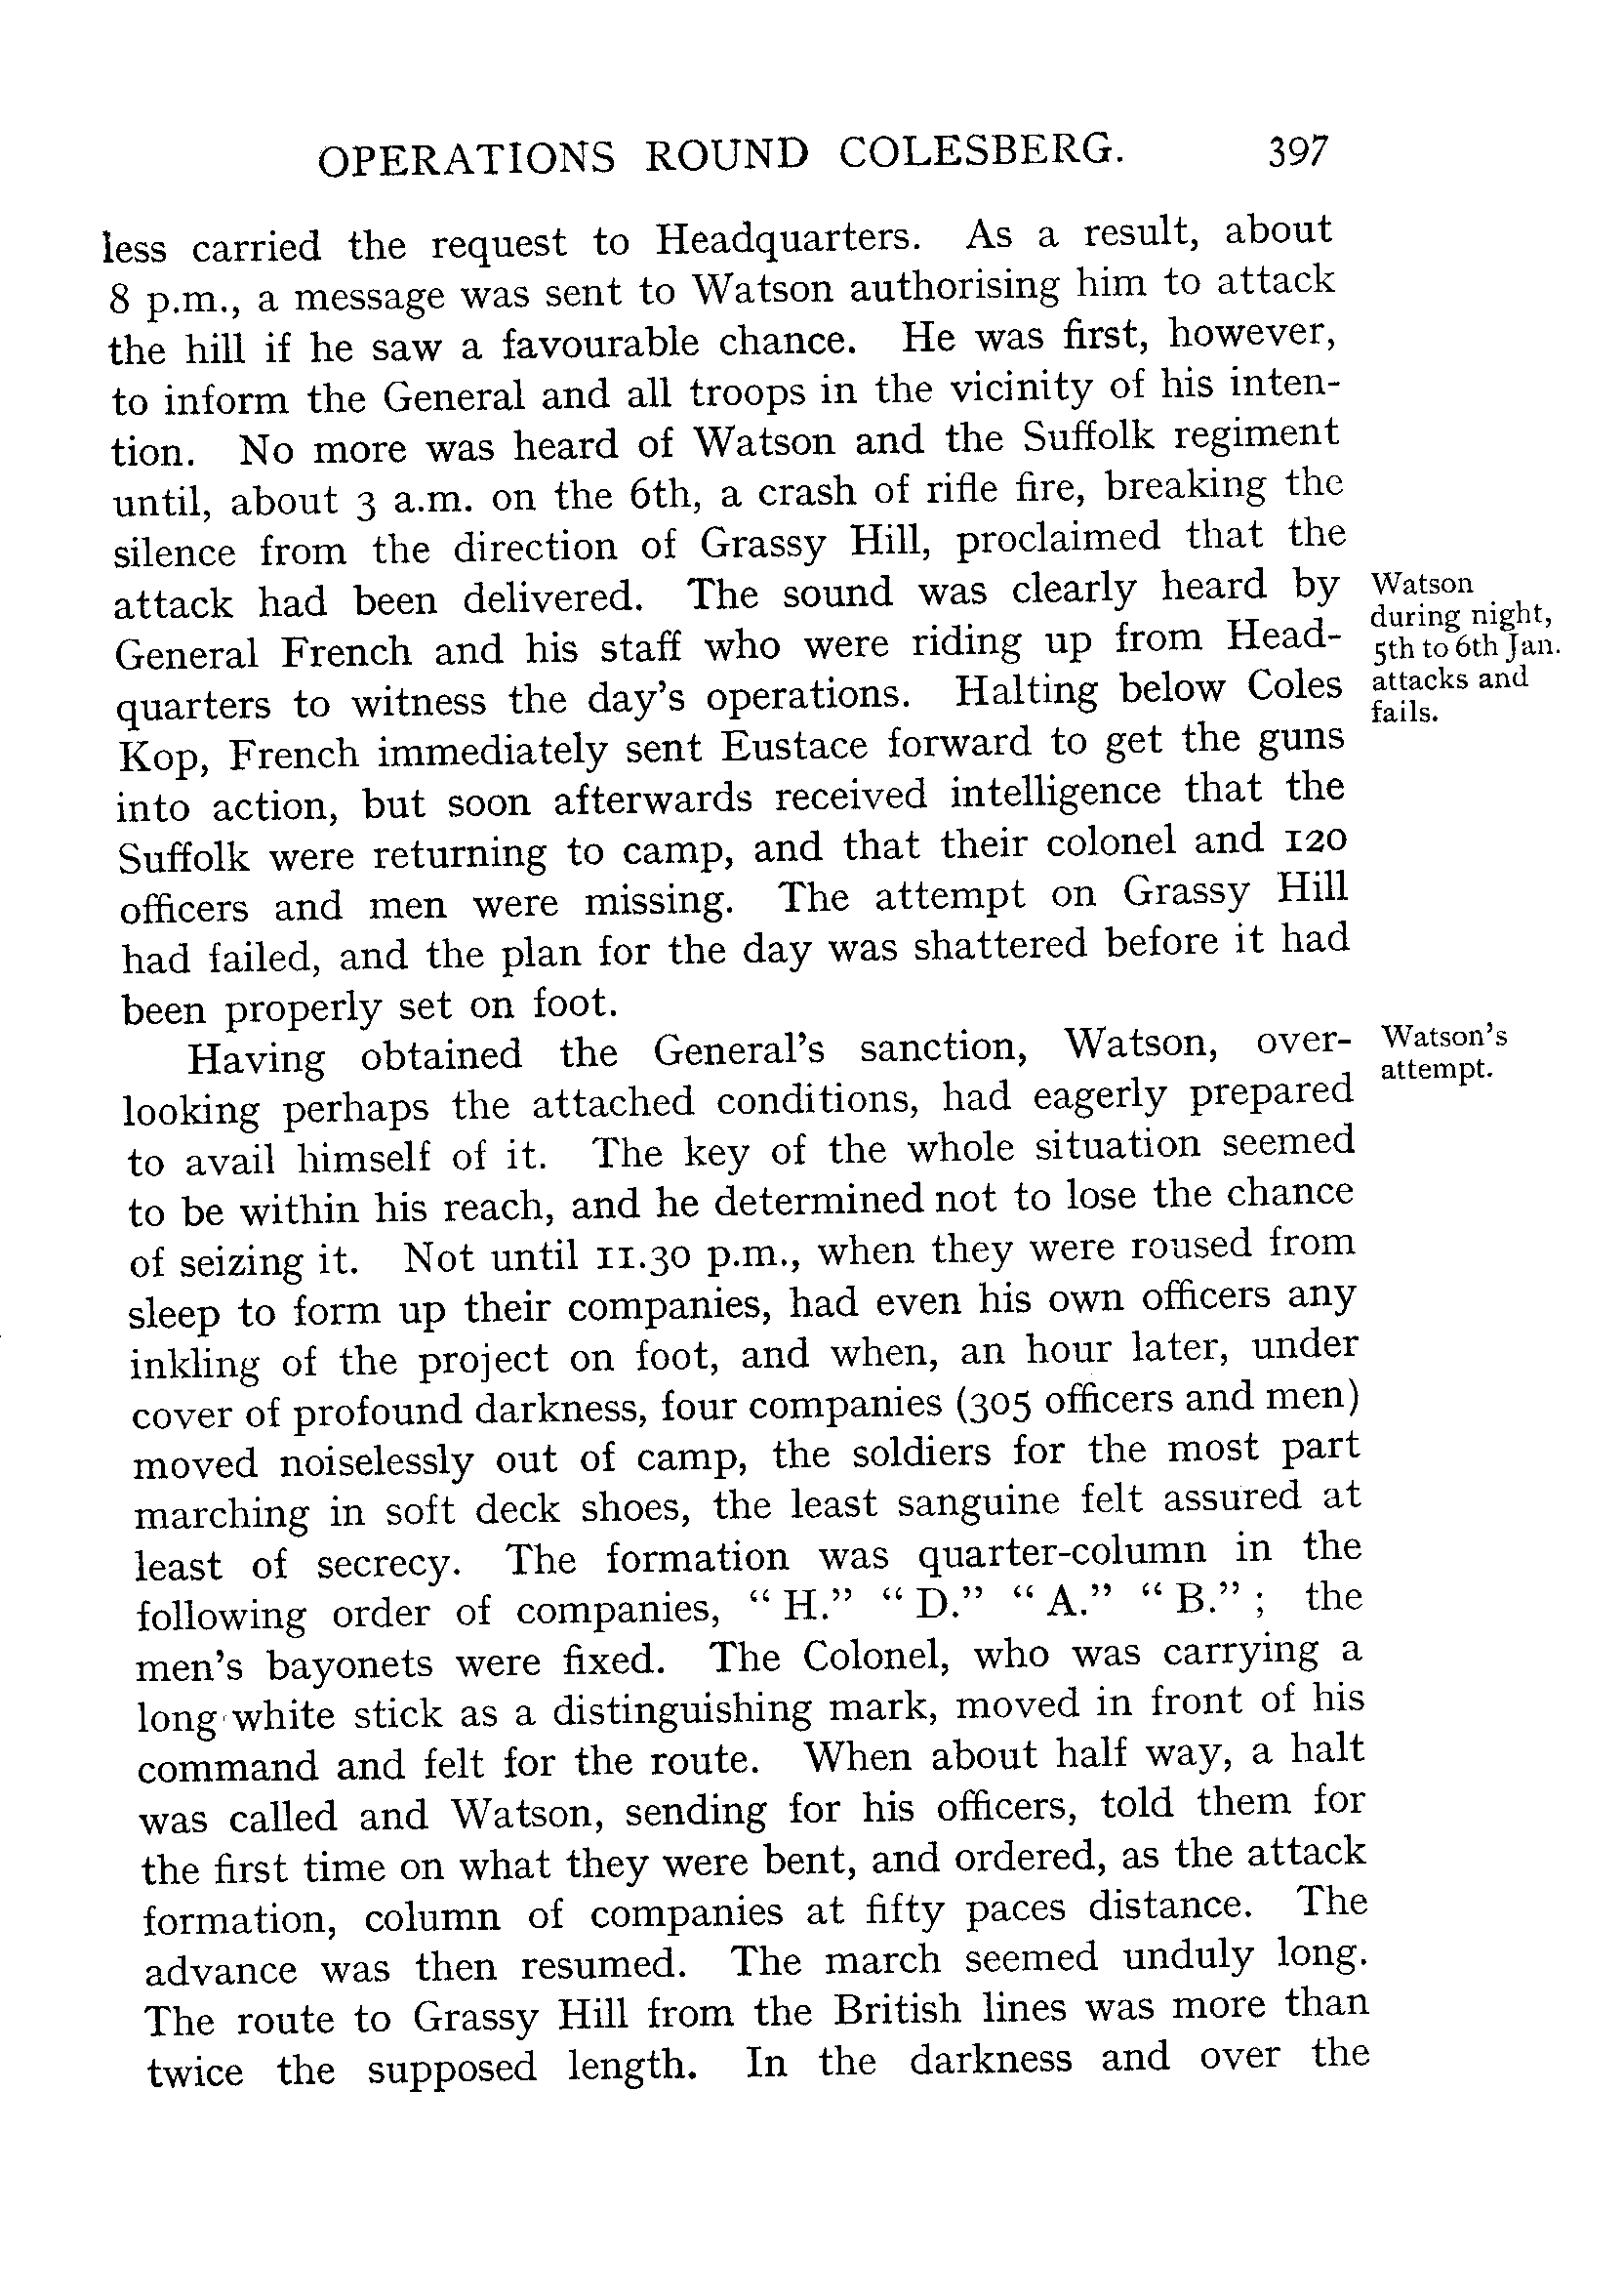 OPERATIONS ROUND COLESBERG. 397
less carried the request to Headquarters. As a result, about
8 p.m., a message was sent to Watson authorising him to attack
the hill if he saw a favourable chance. He was first, however,
to inform the General and all troops in the vicinity of his inten-
tion. No more was heard of Watson and the Suffolk regiment
until, about 3 a.m. on the 6th, a crash of rifle fire, breaking the
silence from the direction of Grassy Hill, proclaimed that the
attack had been delivered. The sound was clearly heard by
General French and his staff who were riding up from Head-
quarters to witness the day's operations. Halting below Coles
Kop, French immediately sent Eustace forward to get the guns
into action, but soon afterwards received intelligence that the
Suffolk were returning to camp, and that their colonel and 120
officers and men were missing. The attempt on Grassy Hill
had failed, and the plan for the day was shattered before it had
been properly set on foot.
Watson
during night,
5th to 6th Jan.
attacks and
fails.
Having obtained the General's sanction, Watson, over-
looking perhaps the attached conditions, had eagerly prepared
to avail himself of it. The key of the whole situation seemed
to be within his reach, and he determined not to lose the chance
of seizing it. Not until 11.30 p.m., when they were roused from
sleep to form up their companies, had even his own officers any
inkling of the project on foot, and when, an hour later, under
cover of profound darkness, four companies (305 officers and men)
moved noiselessly out of camp, the soldiers for the most part
marching in soft deck shoes, the least sanguine felt assured at
least of secrecy. The formation was quarter-column in the
following order of companies, “ H.” “ D.” “ A.” “ B.” ; the
men's bayonets were fixed. The Colonel, who was carrying a
long white stick as a distinguishing mark, moved in front of his
command and felt for the route. When about half way, a halt
was called and Watson, sending for his officers, told them for
the first time on what they were bent, and ordered, as the attack
formation, column of companies at fifty paces distance. The
advance was then resumed. The march seemed unduly long.
The route to Grassy Hill from the British lines was more than
twice the supposed length. In the darkness and over the
Watson's
attempt.